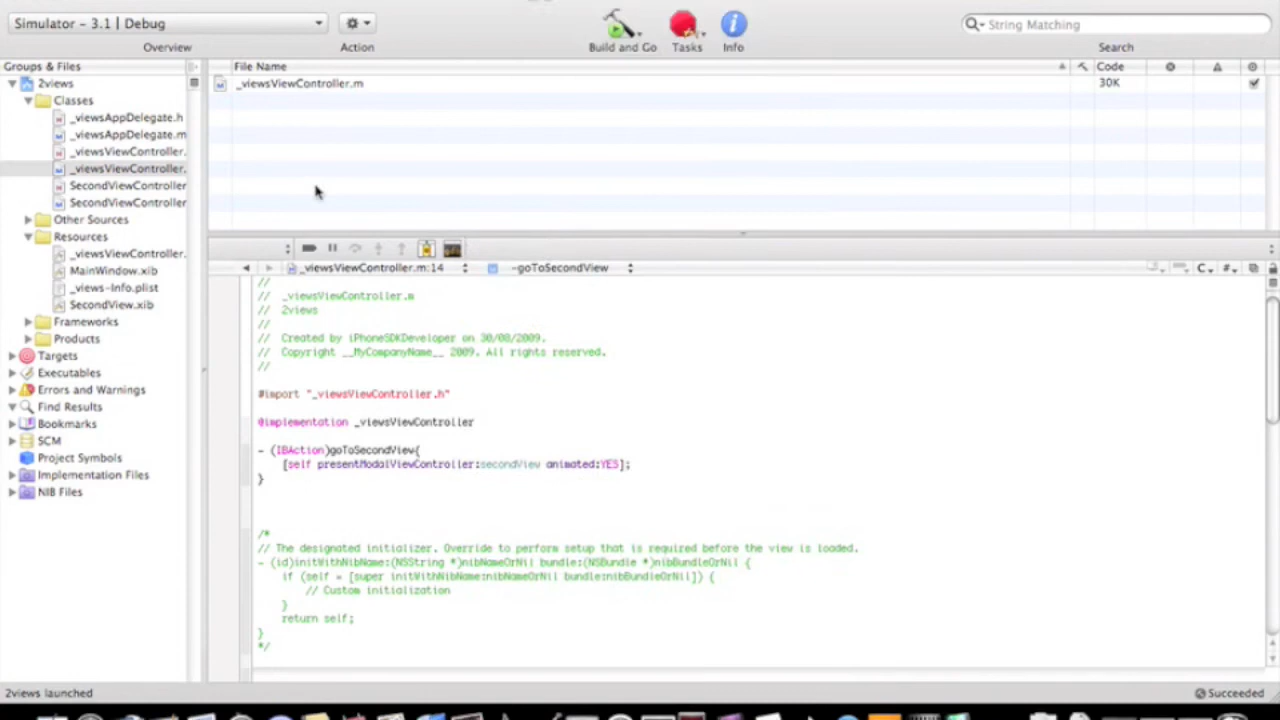 Simulator - 3.1 | Debug
String Matching
Overview
Action
Build and Go
Tasks
Info
Search
Groups & Files
File Name
Code
2views
_viewsViewController.m
30K
Classes
_viewsAppDelegate.h
_viewsAppDelegate.m
_viewsViewController.
_viewsViewController.
SecondViewController
SecondViewController
Other Sources
Resources
_viewsViewController.
MainWindow.xib
_views-Info.plist
SecondView.xib
Frameworks
Products
Targets
Executables
Errors and Warnings
Find Results
Bookmarks
SCM
Project Symbols
Implementation Files
NIB Files
_viewsViewController.m:14
-goToSecondView
C
#
//
// _viewsViewController.m
// 2views
//
// Created by iPhoneSDKDeveloper on 30/08/2009.
// Copyright __MyCompanyName__ 2009. All rights reserved.
//
#import "_viewsViewController.h"
@implementation _viewsViewController
- (IBAction)goToSecondView{
[self presentModalViewController:secondView animated:YES];
}
/*
// The designated initializer. Override to perform setup that is required before the view is loaded.
- (id)initWithNibName:(NSString *)nibNameOrNil bundle:(NSBundle *)nibBundleOrNil {
if (self = [super initWithNibName:nibNameOrNil bundle:nibBundleOrNil]) {
// Custom initialization
}
return self;
}
*/
2views launched
Succeeded